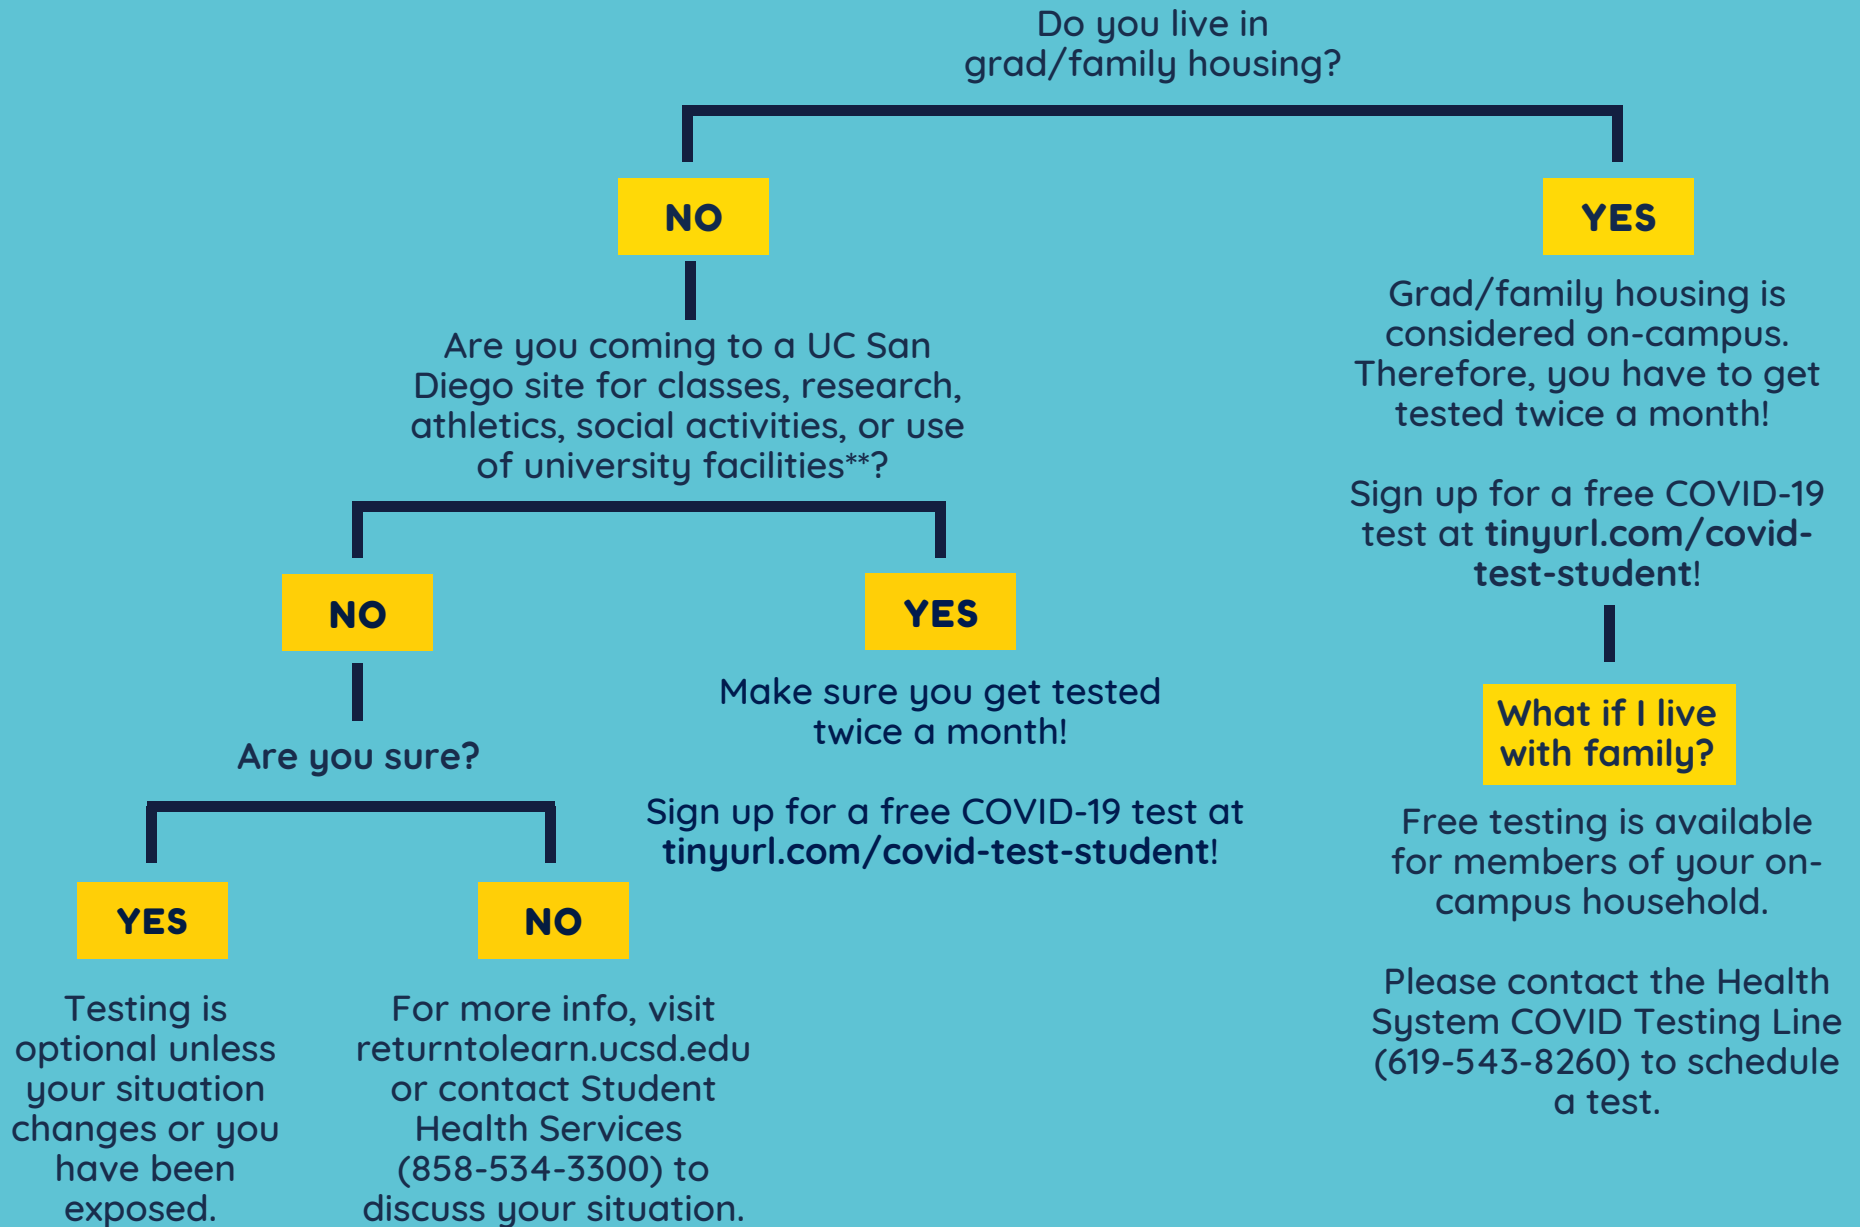 Do you live in
grad/family housing?
NO
YES
Are you coming to a UC San
Diego site for classes, research,
athletics, social activities, or use
of university facilities**?
Grad/family housing is
considered on-campus.
Therefore, you have to get
tested twice a month!
Sign up for a free COVID-19
test at tinyurl.com/covid-
test-student!
NO
YES
Are you sure?
Make sure you get tested
twice a month!
Sign up for a free COVID-19 test at
tinyurl.com/covid-test-student!
What if I live
with family?
Free testing is available
for members of your on-
campus household.
Please contact the Health
System COVID Testing Line
(619-543-8260) to schedule
a test.
YES
NO
Testing is
optional unless
your situation
changes or you
have been
exposed.
For more info, visit
returntolearn.ucsd.edu
or contact Student
Health Services
(858-534-3300) to
discuss your situation.